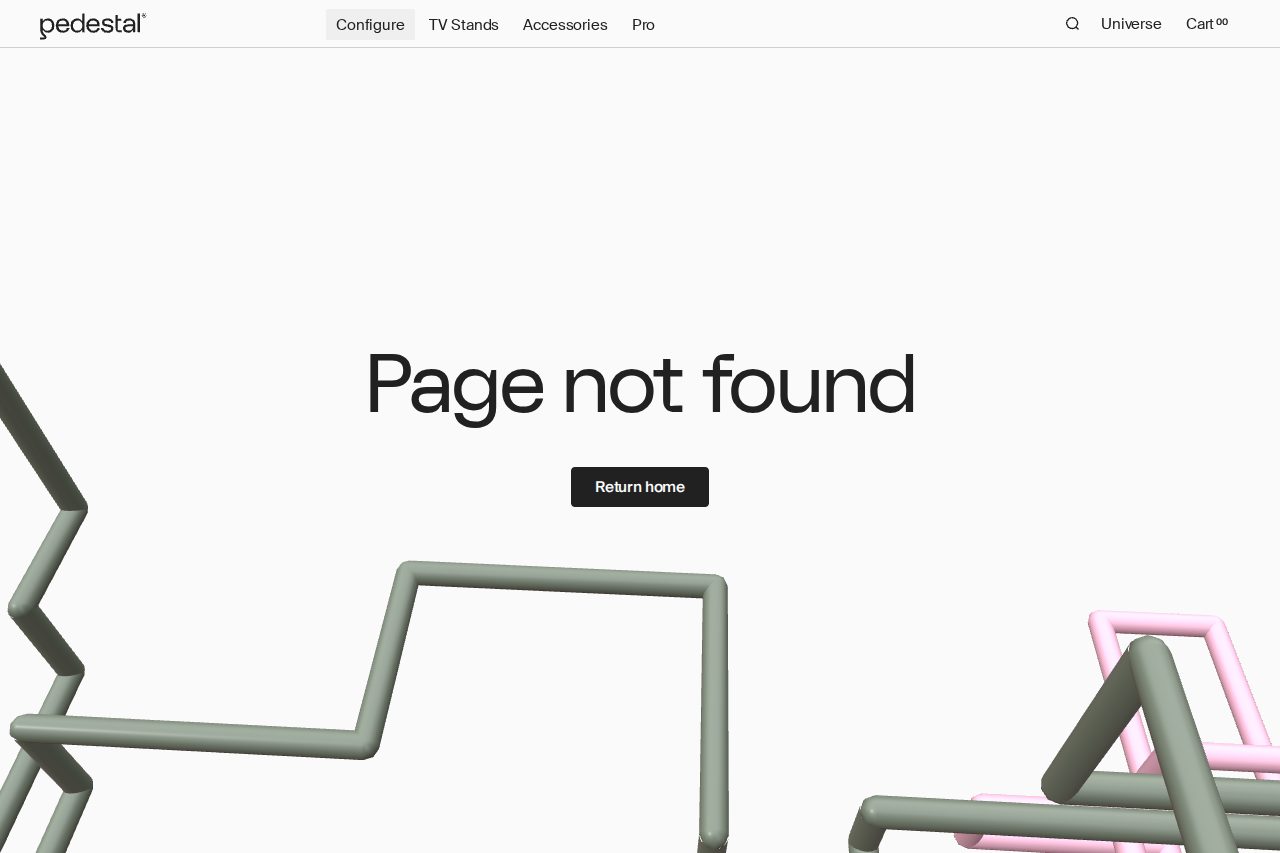 pedestal®
Configure TV Stands Accessories Pro
Universe Cart 00
Page not found
Return home